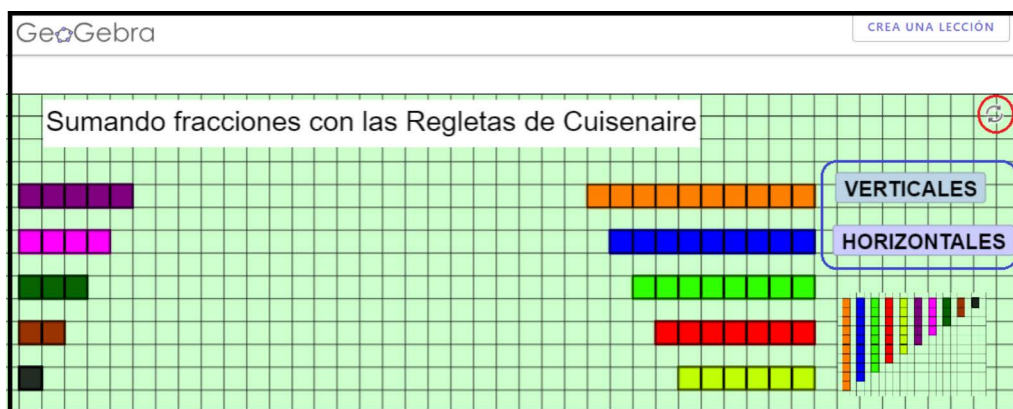 GeoGebra
CREA UNA LECCIÓN
Sumando fracciones con las Regletas de Cuisenaire
VERTICALES
HORIZONTALES